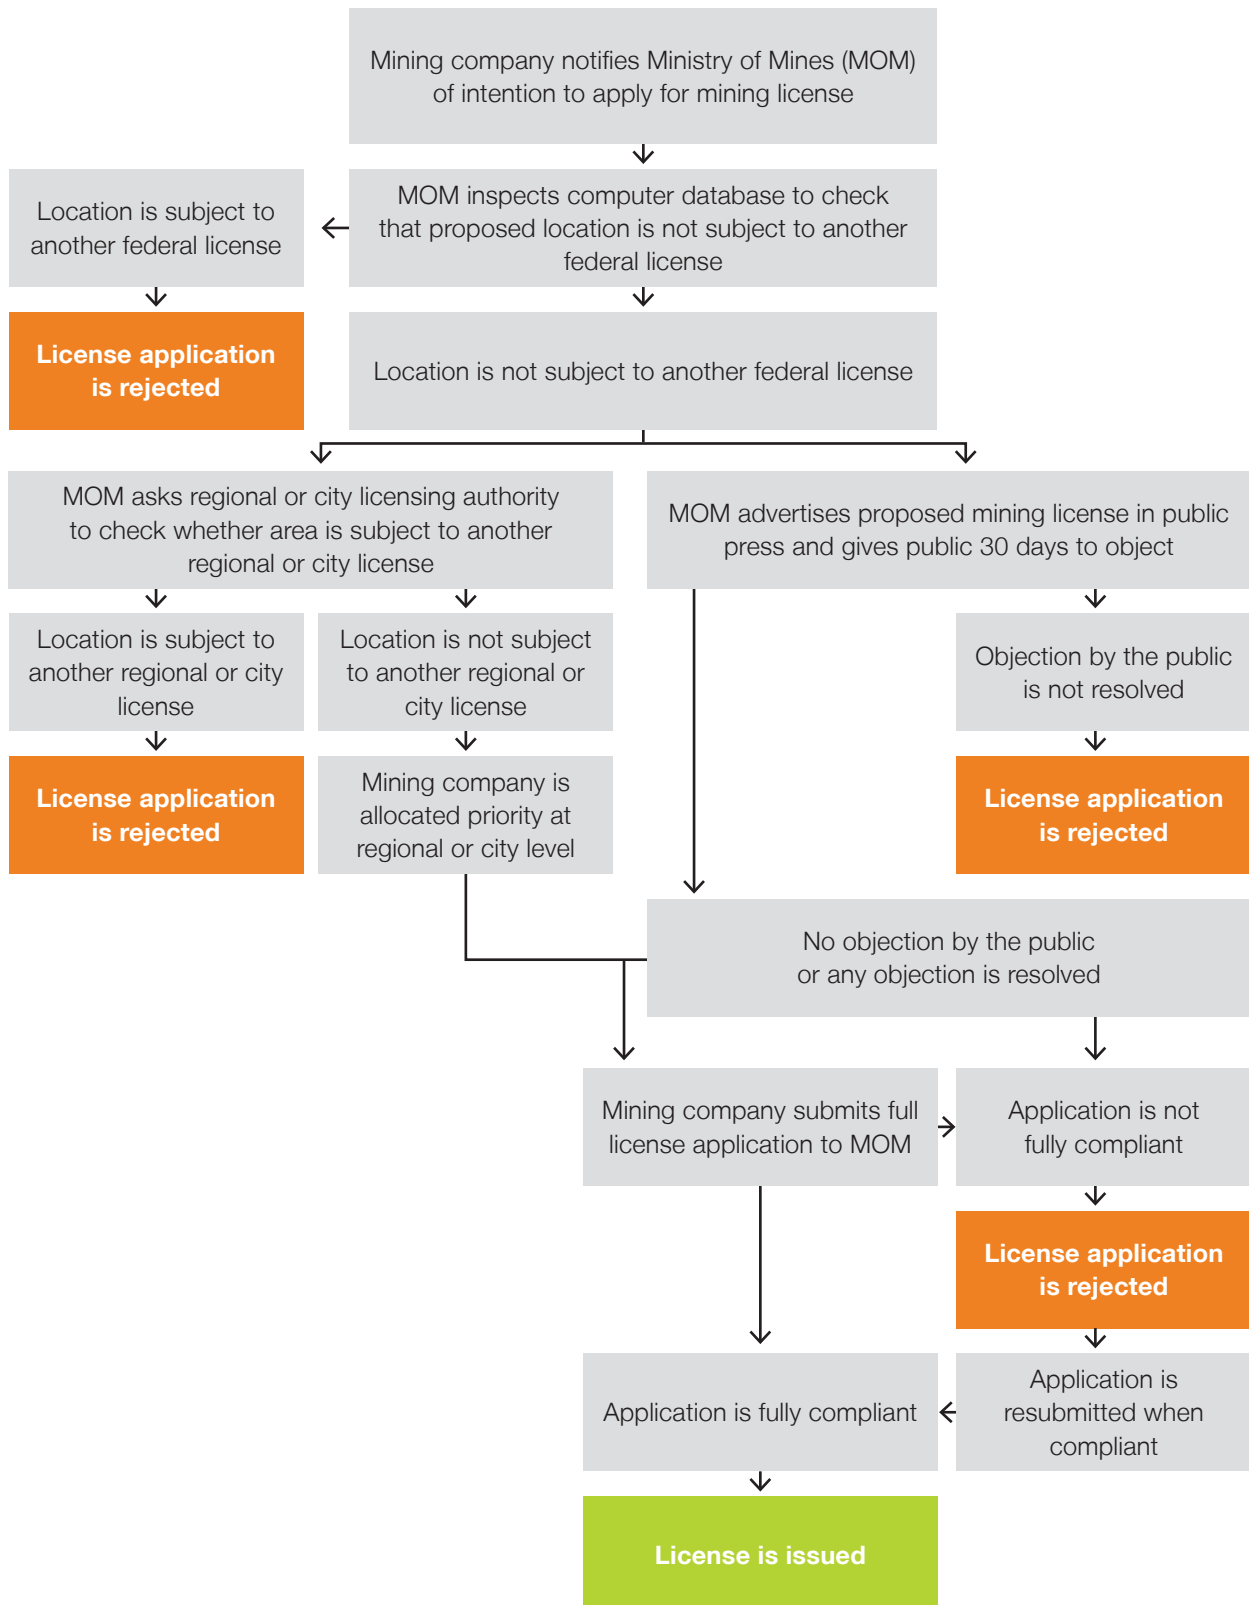 Mining company notifies Ministry of Mines (MOM)
of intention to apply for mining license
Location is subject to
another federal license
MOM inspects computer database to check
that proposed location is not subject to another
federal license
License application
is rejected
Location is not subject to another federal license
MOM asks regional or city licensing authority
to check whether area is subject to another
regional or city license
MOM advertises proposed mining license in public
press and gives public 30 days to object
Location is subject to
another regional or city
license
Location is not subject
to another regional or
city license
Objection by the public
is not resolved
License application
is rejected
Mining company is
allocated priority at
regional or city level
License application
is rejected
No objection by the public
or any objection is resolved
Mining company submits full
license application to MOM
Application is not
fully compliant
License application
is rejected
Application is fully compliant
Application is
resubmitted when
compliant
License is issued